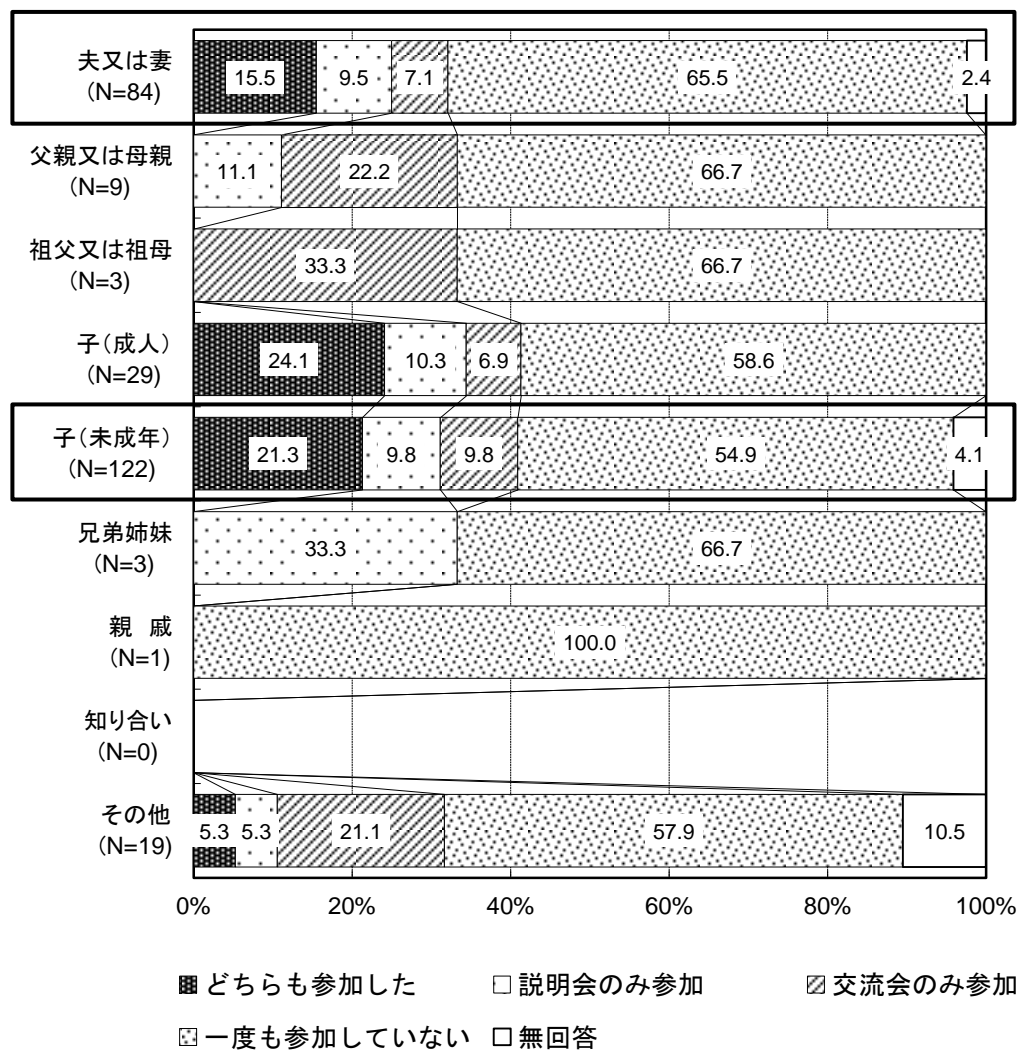 夫又は妻
(N=84)
15.5
9.5
7.1
65.5
2.4
父親又は母親
(N=9)
11.1
22.2
66.7
祖父又は祖母
(N=3)
33.3
66.7
子(成人)
(N=29)
24.1
10.3
6.9
58.6
子(未成年)
(N=122)
21.3
9.8
9.8
54.9
4.1
兄弟姉妹
(N=3)
33.3
66.7
親 戚
(N=1)
100.0
知り合い
(N=0)
その他
(N=19)
5.3
5.3
21.1
57.9
10.5
0%
20%
40%
60%
80%
100%
どちらも参加した
説明会のみ参加
交流会のみ参加
一度も参加していない
無回答